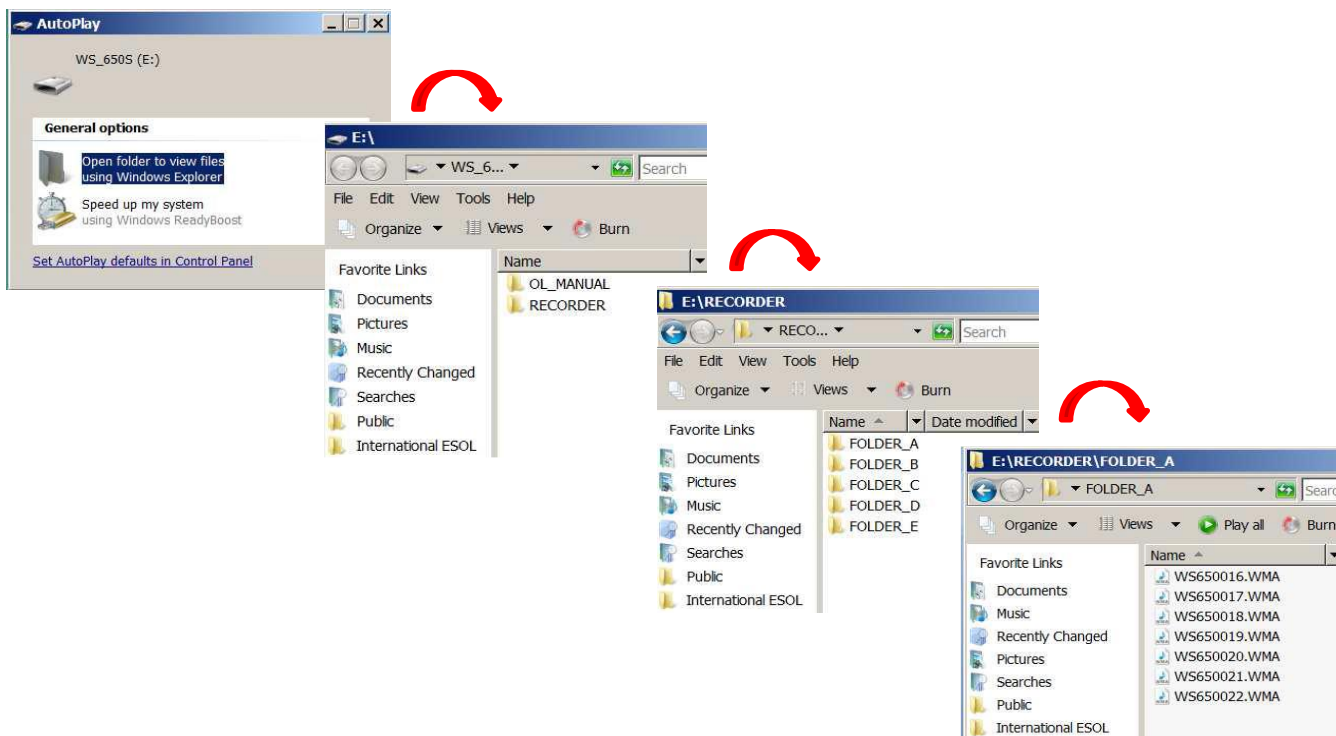 AutoPlay
WS_650S (E:)
General options
Open folder to view files
using Windows Explorer
Speed up my system
using Windows ReadyBoost
Set AutoPlay defaults in Control Panel
E:\
WS_6...
Search
File Edit View Tools Help
Organize Views Burn
Favorite Links
Documents
Pictures
Music
Recently Changed
Searches
Public
International ESOL
Name
OL_MANUAL
RECORDER
E:\RECORDER
RECO...
Search
File Edit View Tools Help
Organize Views Burn
Favorite Links
Documents
Pictures
Music
Recently Changed
Searches
Public
International ESOL
Name Date modified
FOLDER_A
FOLDER_B
FOLDER_C
FOLDER_D
FOLDER_E
E:\RECORDER\FOLDER_A
FOLDER_A
Searc
Organize Views Play all Burn
Favorite Links
Documents
Music
Recently Changed
Pictures
Searches
Public
International ESOL
Name
WS650016.WMA
WS650017.WMA
WS650018.WMA
WS650019.WMA
WS650020.WMA
WS650021.WMA
WS650022.WMA